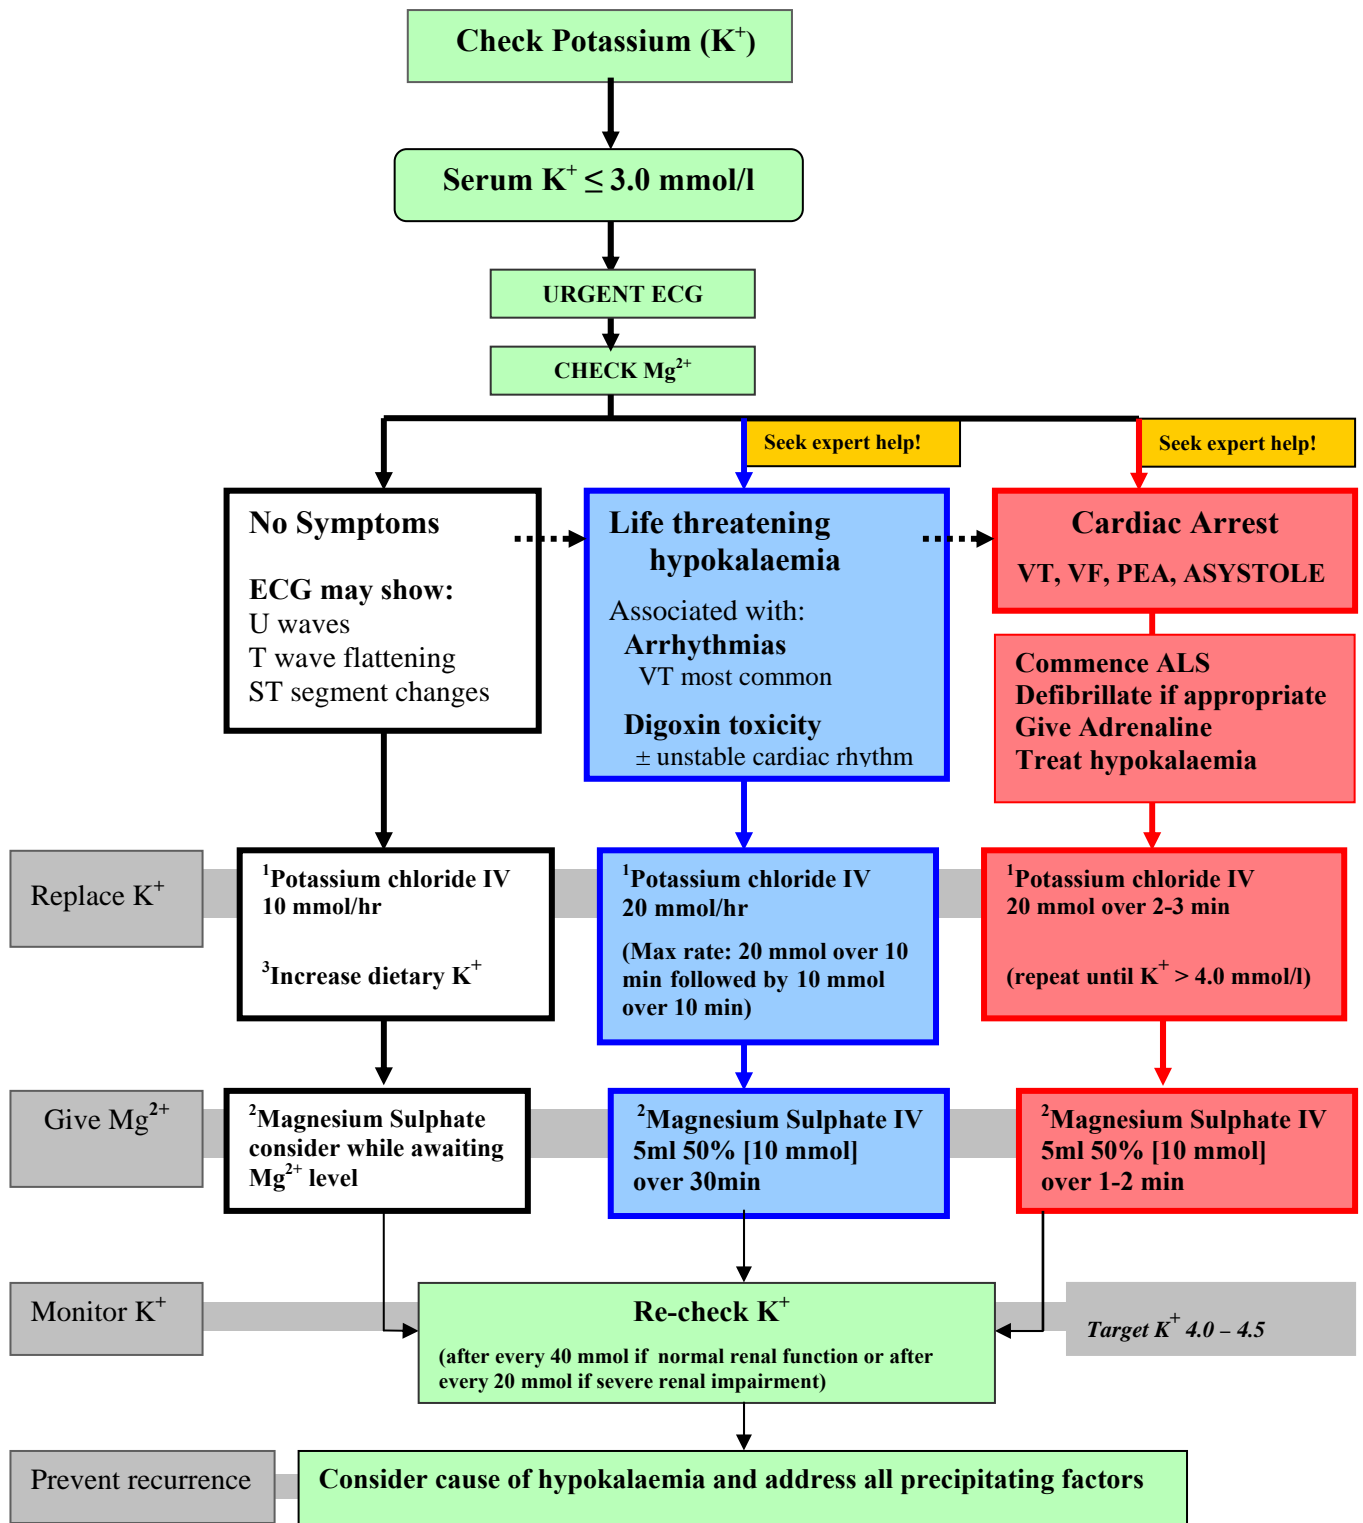 Check Potassium (K⁺)
Serum K⁺ ≤ 3.0 mmol/l
URGENT ECG
CHECK Mg²⁺
Seek expert help!
Seek expert help!
No Symptoms
ECG may show:
U waves
T wave flattening
ST segment changes
Life threatening
hypokalaemia
Associated with:
Arrhythmias
VT most common
Digoxin toxicity
± unstable cardiac rhythm
Cardiac Arrest
VT, VF, PEA, ASYSTOLE
Commence ALS
Defibrillate if appropriate
Give Adrenaline
Treat hypokalaemia
Replace K⁺
¹Potassium chloride IV
10 mmol/hr
³Increase dietary K⁺
¹Potassium chloride IV
20 mmol/hr
(Max rate: 20 mmol over 10
min followed by 10 mmol
over 10 min)
¹Potassium chloride IV
20 mmol over 2-3 min
(repeat until K⁺ > 4.0 mmol/l)
Give Mg²⁺
²Magnesium Sulphate
consider while awaiting
Mg²⁺ level
²Magnesium Sulphate IV
5ml 50% [10 mmol]
over 30min
²Magnesium Sulphate IV
5ml 50% [10 mmol]
over 1-2 min
Monitor K⁺
Re-check K⁺
(after every 40 mmol if normal renal function or after
every 20 mmol if severe renal impairment)
Target K⁺ 4.0 – 4.5
Prevent recurrence
Consider cause of hypokalaemia and address all precipitating factors